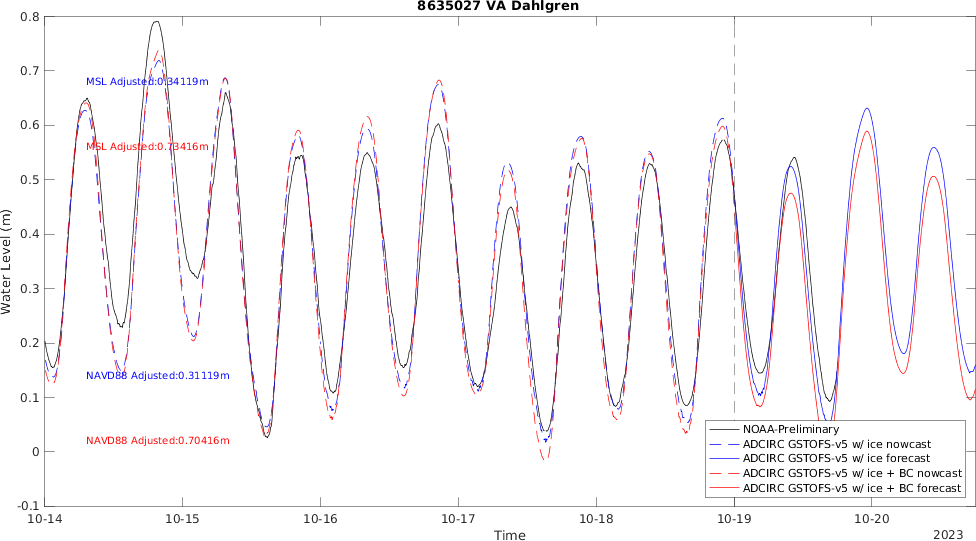 8635027 VA Dahlgren
0.8
0.7
0.6
0.5
0.4
0.3
0.2
0.1
0
-0.1
Water Level (m)
MSL Adjusted:0.34119m
MSL Adjusted:0.73416m
NAVD88 Adjusted:0.31119m
NAVD88 Adjusted:0.70416m
NOAA-Preliminary
ADCIRC GSTOFS-v5 w/ ice nowcast
ADCIRC GSTOFS-v5 w/ ice forecast
ADCIRC GSTOFS-v5 w/ ice + BC nowcast
ADCIRC GSTOFS-v5 w/ ice + BC forecast
10-14 10-15 10-16 10-17 10-18 10-19 10-20
Time
2023